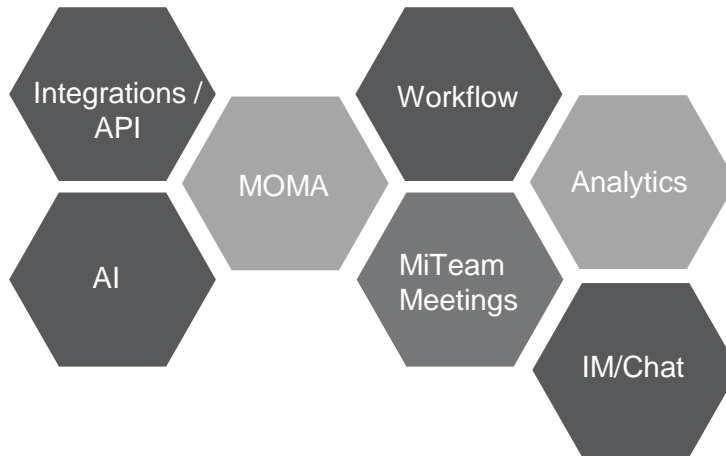 Integrations /
API
Workflow
MOMA
Analytics
AI
MiTeam
Meetings
IM/Chat